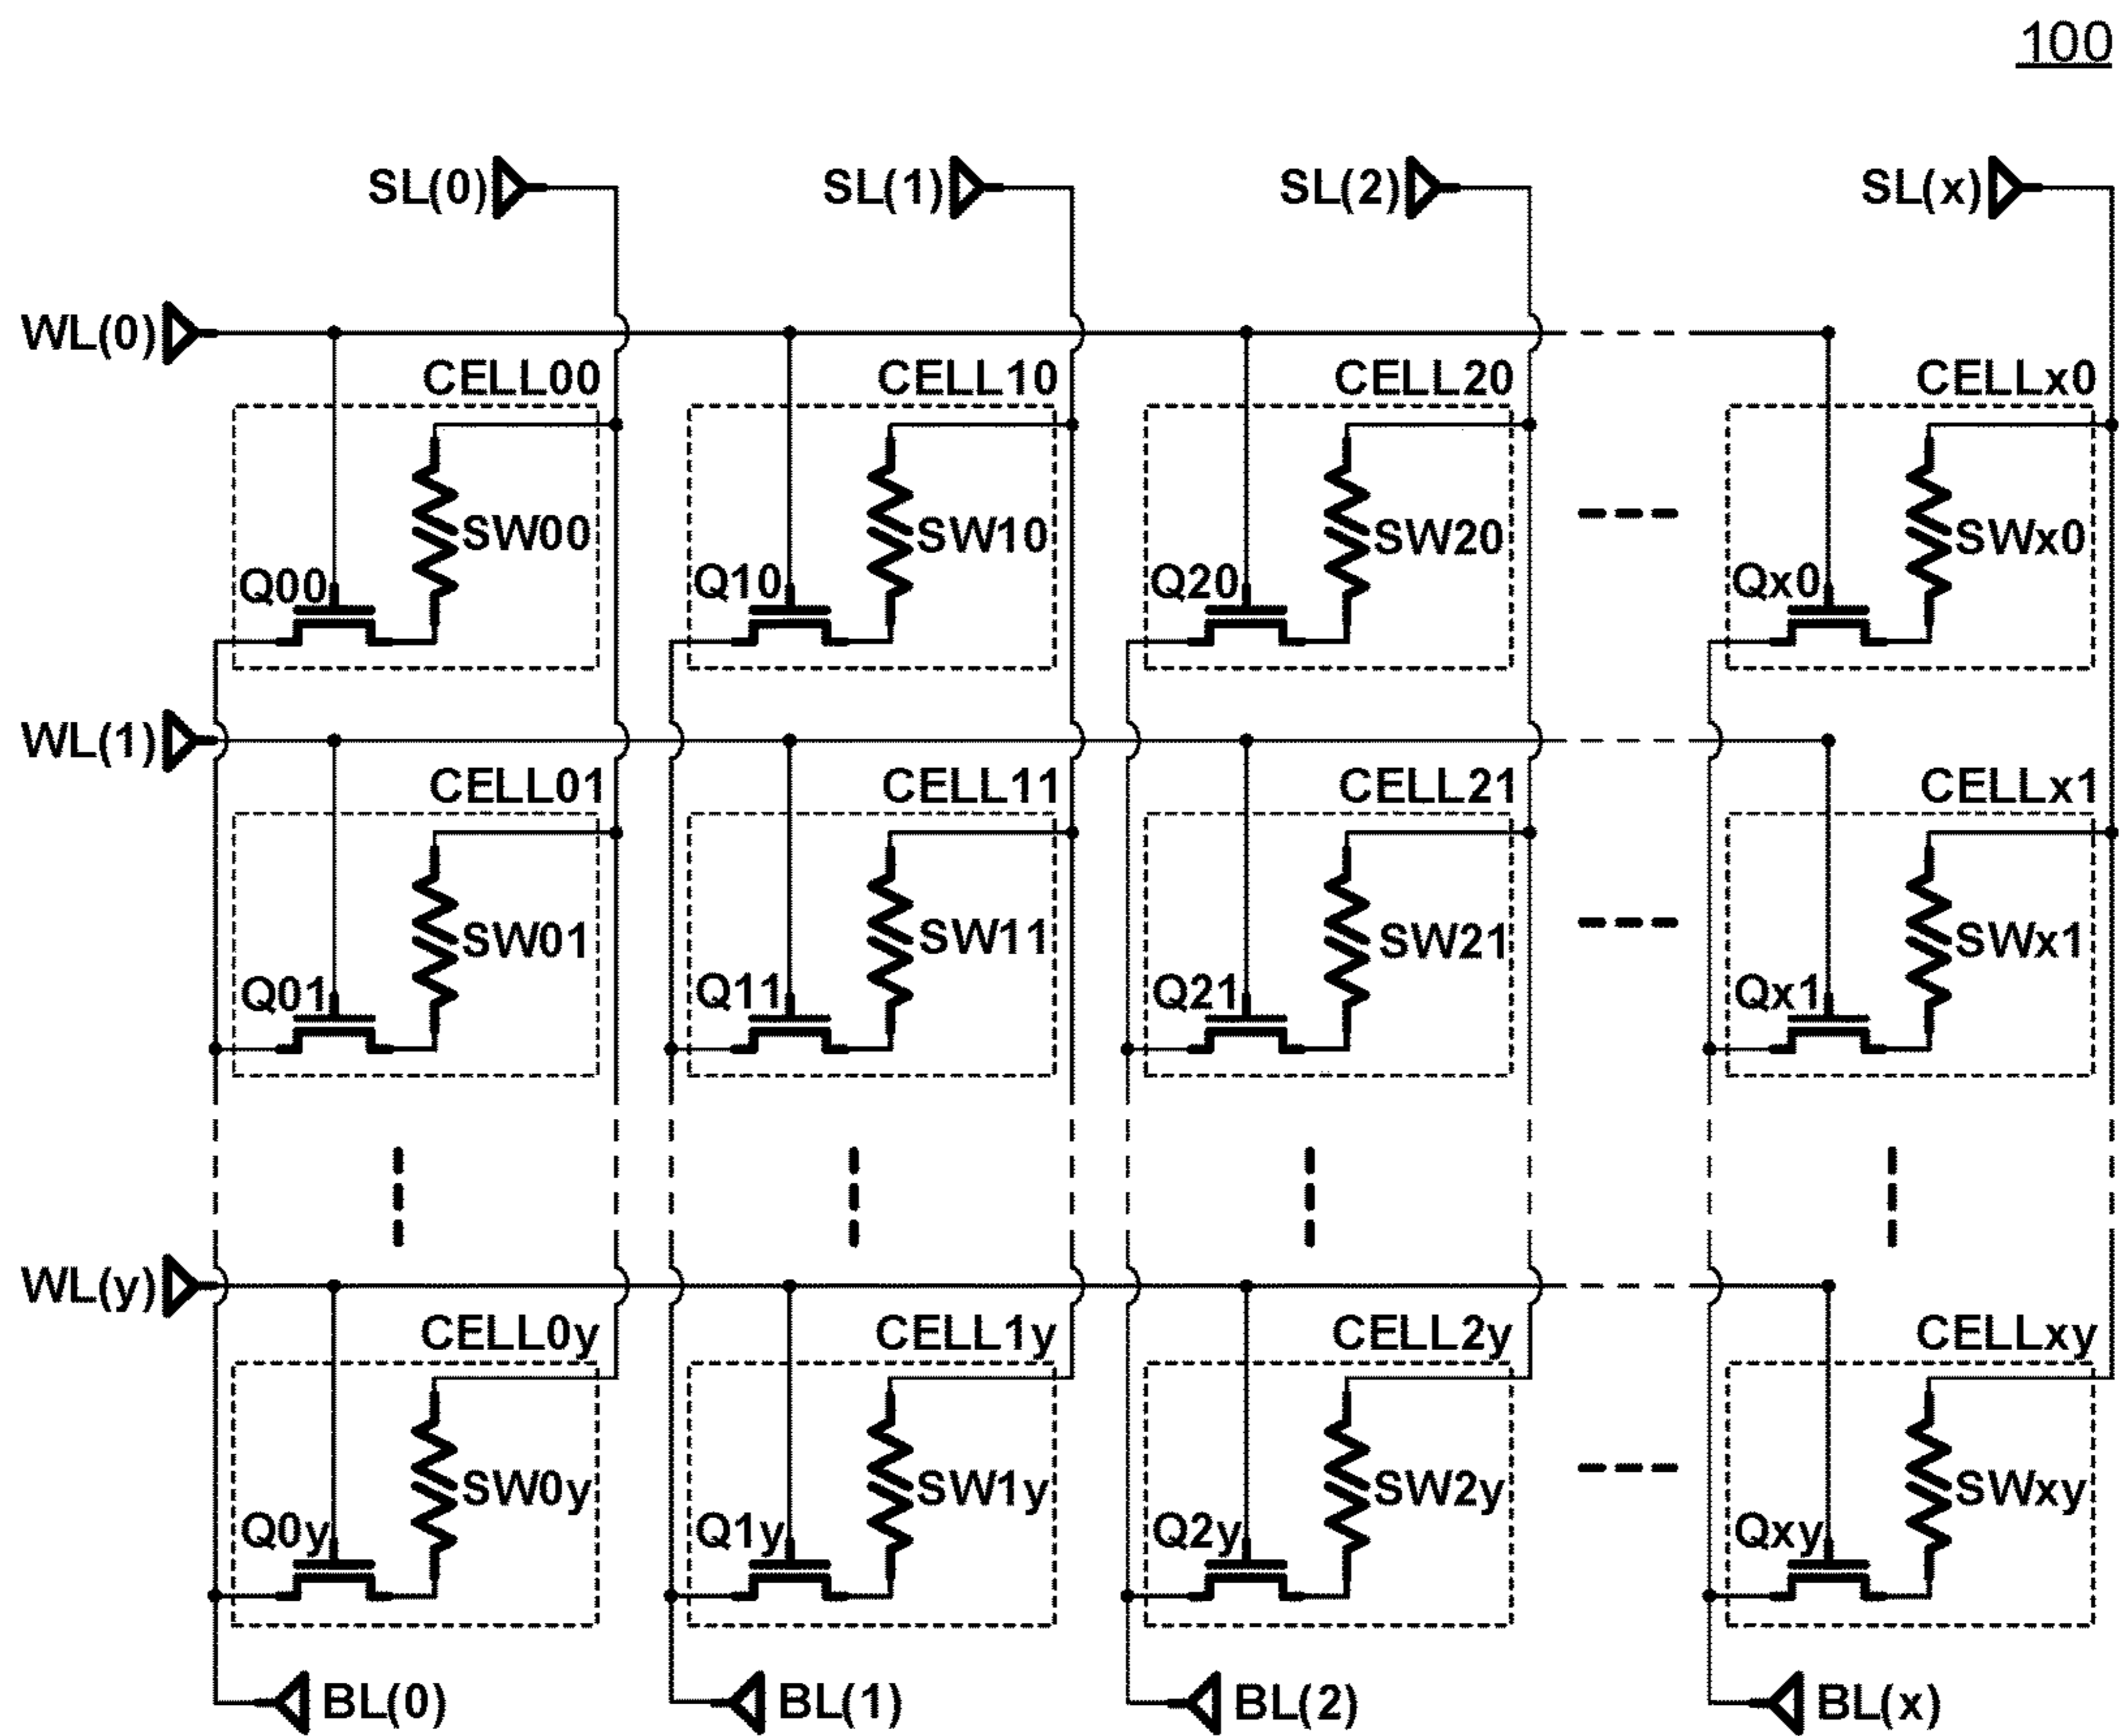 100
SL(0) SL(1) SL(2) SL(x)
WL(0)
CELL00 CELL10 CELL20 CELLx0
SW00 SW10 SW20 SWx0
Q00 Q10 Q20 Qx0
WL(1)
CELL01 CELL11 CELL21 CELLx1
SW01 SW11 SW21 SWx1
Q01 Q11 Q21 Qx1
WL(y)
CELL0y CELL1y CELL2y CELLxy
SW0y SW1y SW2y SWxy
Q0y Q1y Q2y Qxy
BL(0) BL(1) BL(2) BL(x)